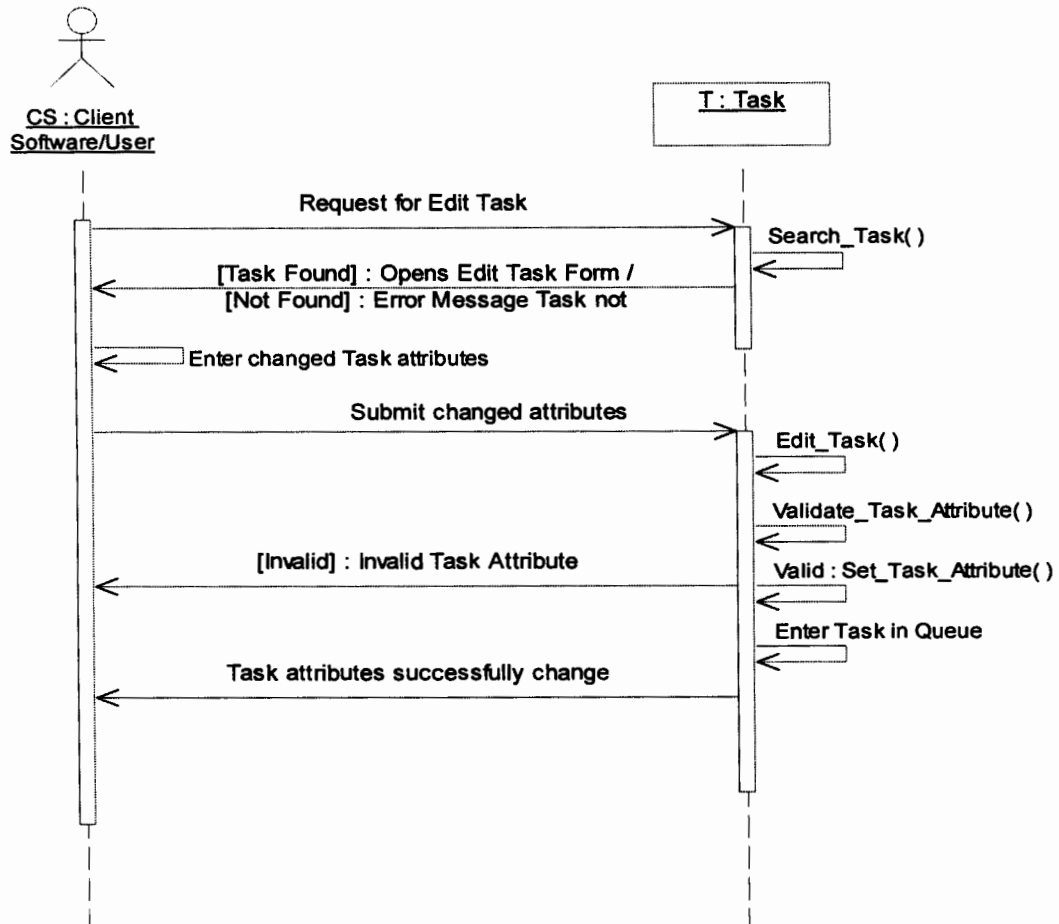 CS : Client
Software/User
T : Task
Request for Edit Task
Search_Task( )
[Task Found] : Opens Edit Task Form /
[Not Found] : Error Message Task not
Enter changed Task attributes
Submit changed attributes
Edit_Task( )
Validate_Task_Attribute( )
[Invalid] : Invalid Task Attribute
Valid : Set_Task_Attribute( )
Enter Task in Queue
Task attributes successfully change